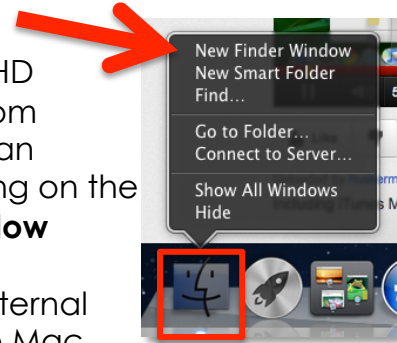 HD
om
an
ng on the
low
ternal
Mac
New Finder Window
New Smart Folder
Find...
Go to Folder...
Connect to Server...
Show All Windows
Hide